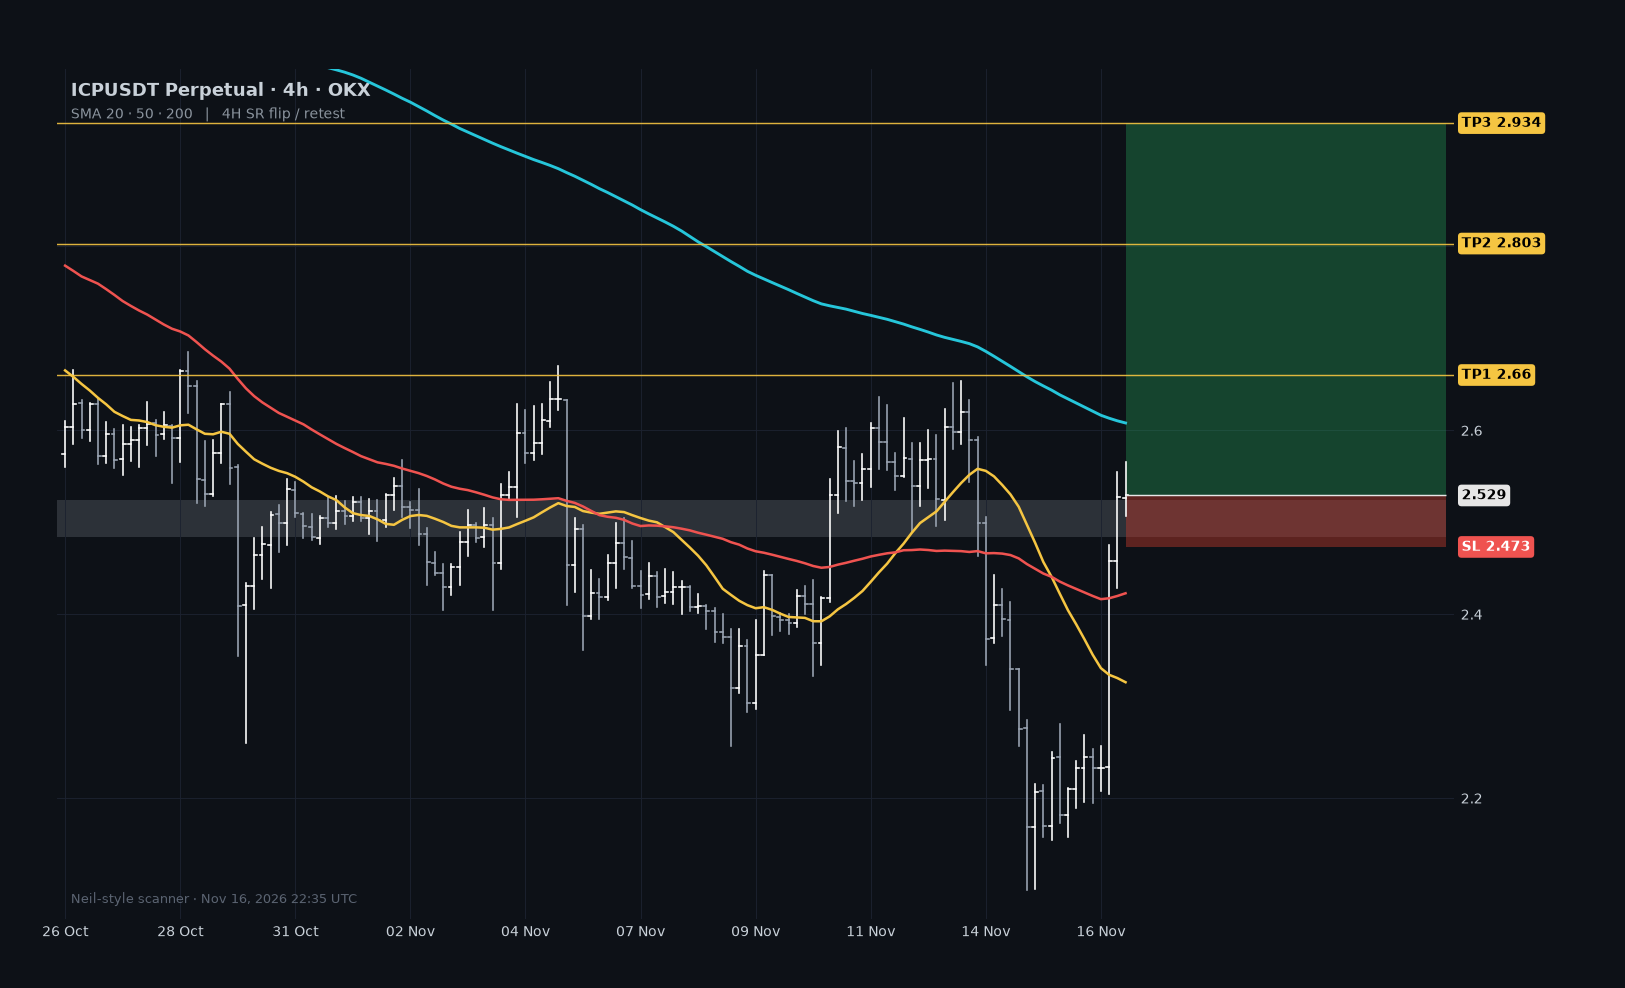 ICPUSDT Perpetual · 4h · OKX
SMA 20 · 50 · 200 | 4H SR flip / retest
TP3 2.934
TP2 2.803
TP1 2.66
2.6
2.529
SL 2.473
2.4
2.2
Neil-style scanner · Nov 16, 2026 22:35 UTC
26 Oct 28 Oct 31 Oct 02 Nov 04 Nov 07 Nov 09 Nov 11 Nov 14 Nov 16 Nov